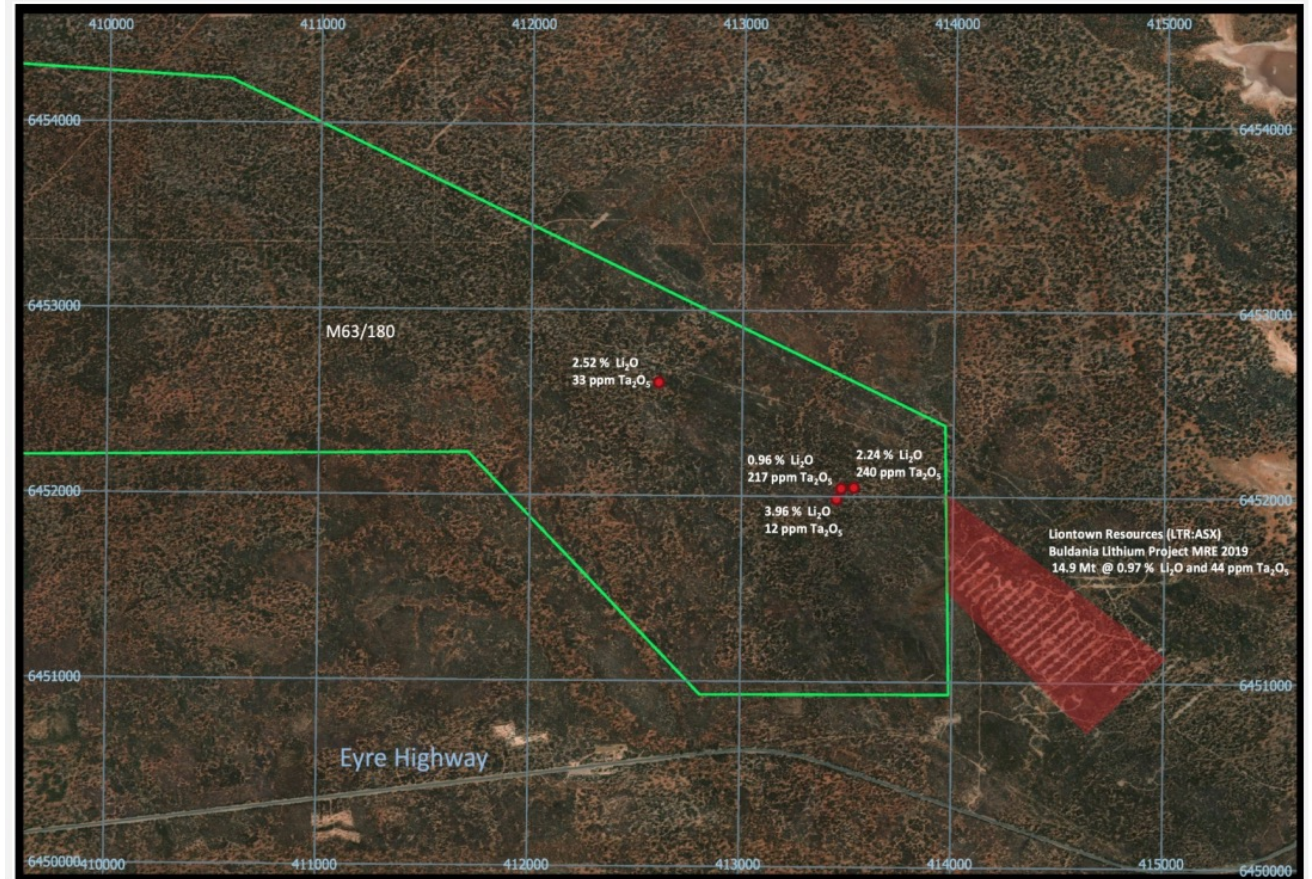 410000 411000 412000 413000 414000 415000
6454000 6454000
6453000 6453000
M63/180
2.52 % Li₂O
33 ppm Ta₂O₅
0.96 % Li₂O
217 ppm Ta₂O₅
2.24 % Li₂O
240 ppm Ta₂O₅
6452000 6452000
3.96 % Li₂O
12 ppm Ta₂O₅
Liontown Resources (LTR:ASX)
Buldania Lithium Project MRE 2019
14.9 Mt @ 0.97 % Li₂O and 44 ppm Ta₂O₅
6451000 6451000
Eyre Highway
6450000 410000 411000 412000 413000 414000 415000 6450000